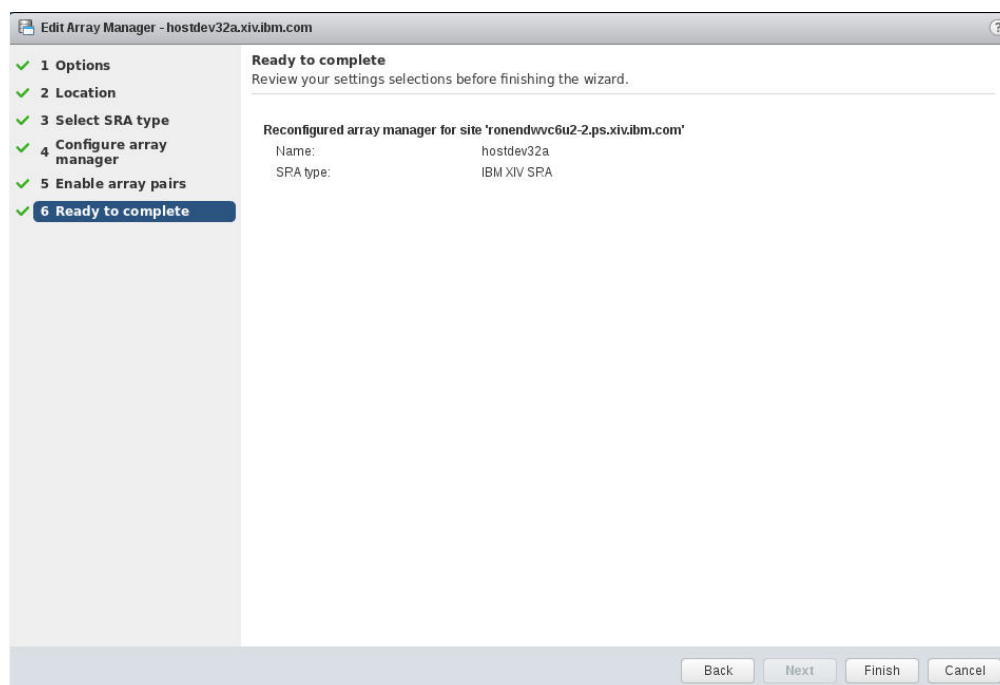 Edit Array Manager - hostdev32a.xiv.ibm.com
?
1 Options
2 Location
3 Select SRA type
4 Configure array
manager
5 Enable array pairs
6 Ready to complete
Ready to complete
Review your settings selections before finishing the wizard.
Reconfigured array manager for site 'ronendwvc6u2-2.ps.xiv.ibm.com'
Name: hostdev32a
SRA type: IBM XIV SRA
Back Next Finish Cancel